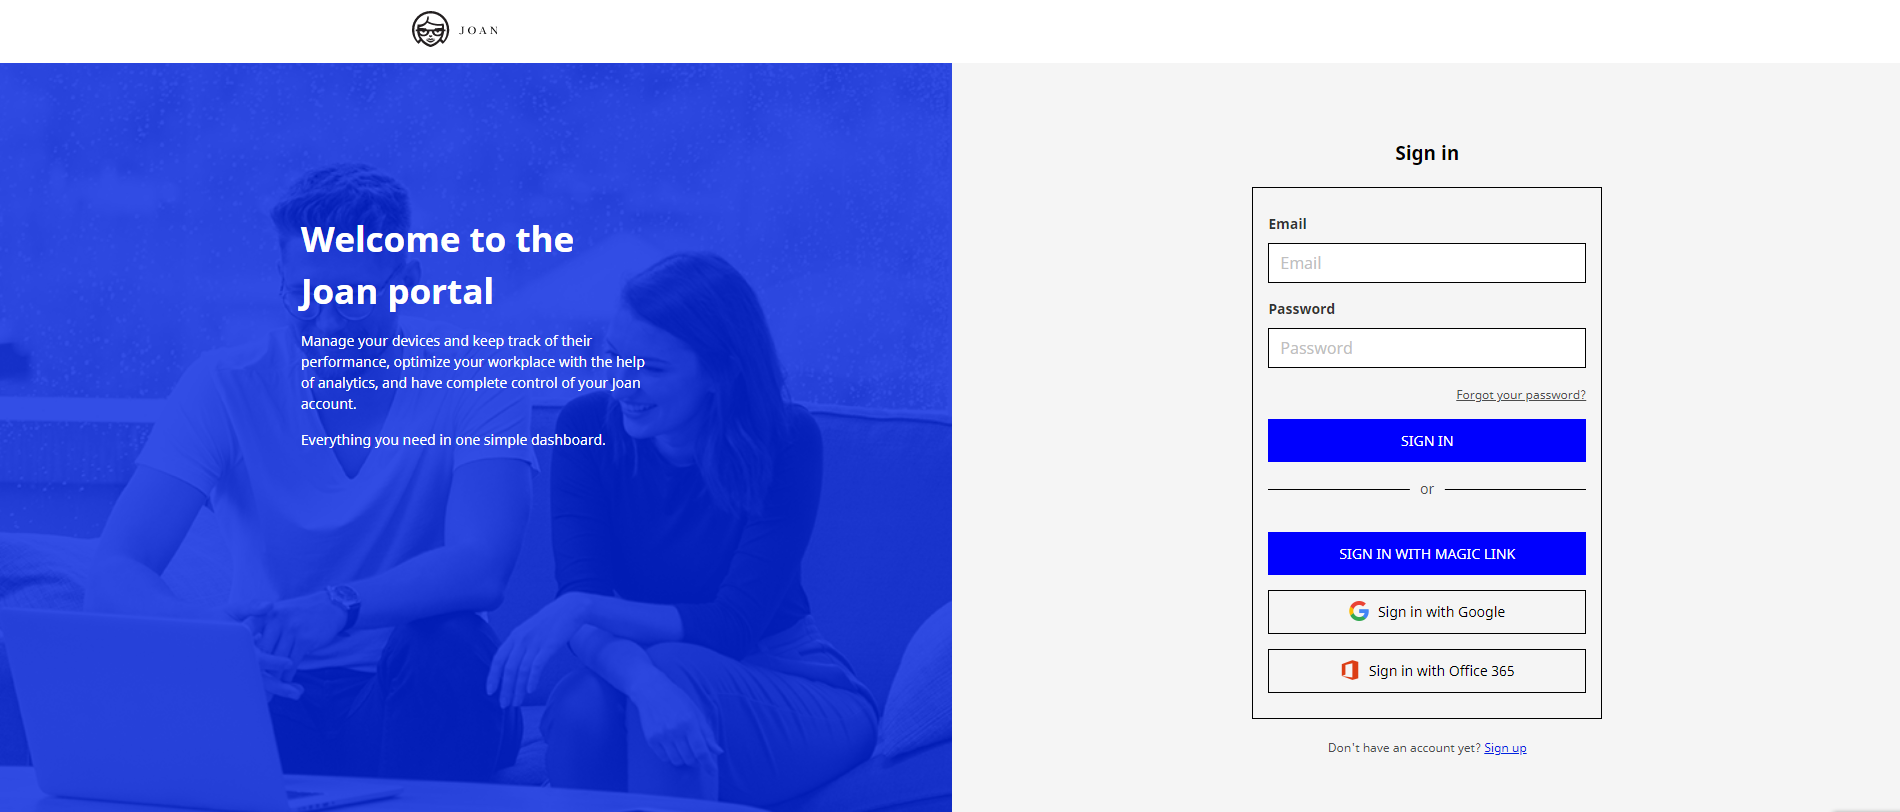 JOAN
Welcome to the
Joan portal
Manage your devices and keep track of their
performance, optimize your workplace with the help
of analytics, and have complete control of your Joan
account.
Everything you need in one simple dashboard.
Sign in
Email
Email
Password
Password
Forgot your password?
SIGN IN
or
SIGN IN WITH MAGIC LINK
Sign in with Google
Sign in with Office 365
Don't have an account yet? Sign up